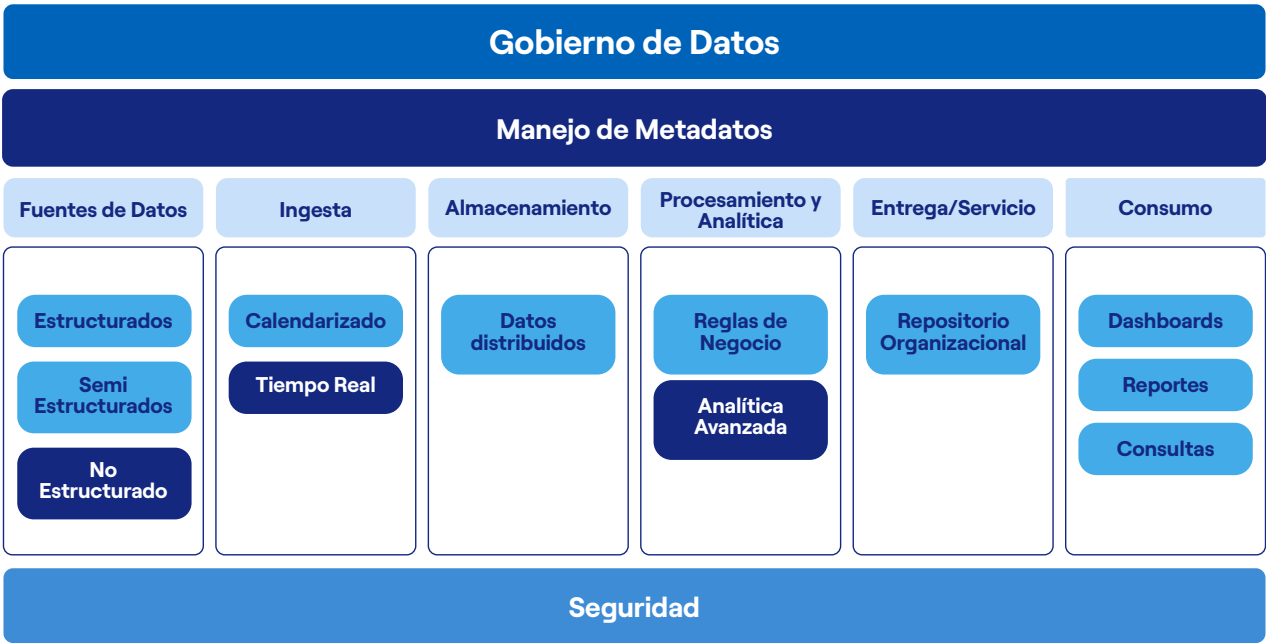 Gobierno de Datos
Manejo de Metadatos
Fuentes de Datos
Ingesta
Almacenamiento
Procesamiento y
Analítica
Entrega/Servicio
Consumo
Estructurados
Semi
Estructurados
No
Estructurado
Calendarizado
Tiempo Real
Datos
distribuidos
Reglas de
Negocio
Analítica
Avanzada
Repositorio
Organizacional
Dashboards
Reportes
Consultas
Seguridad